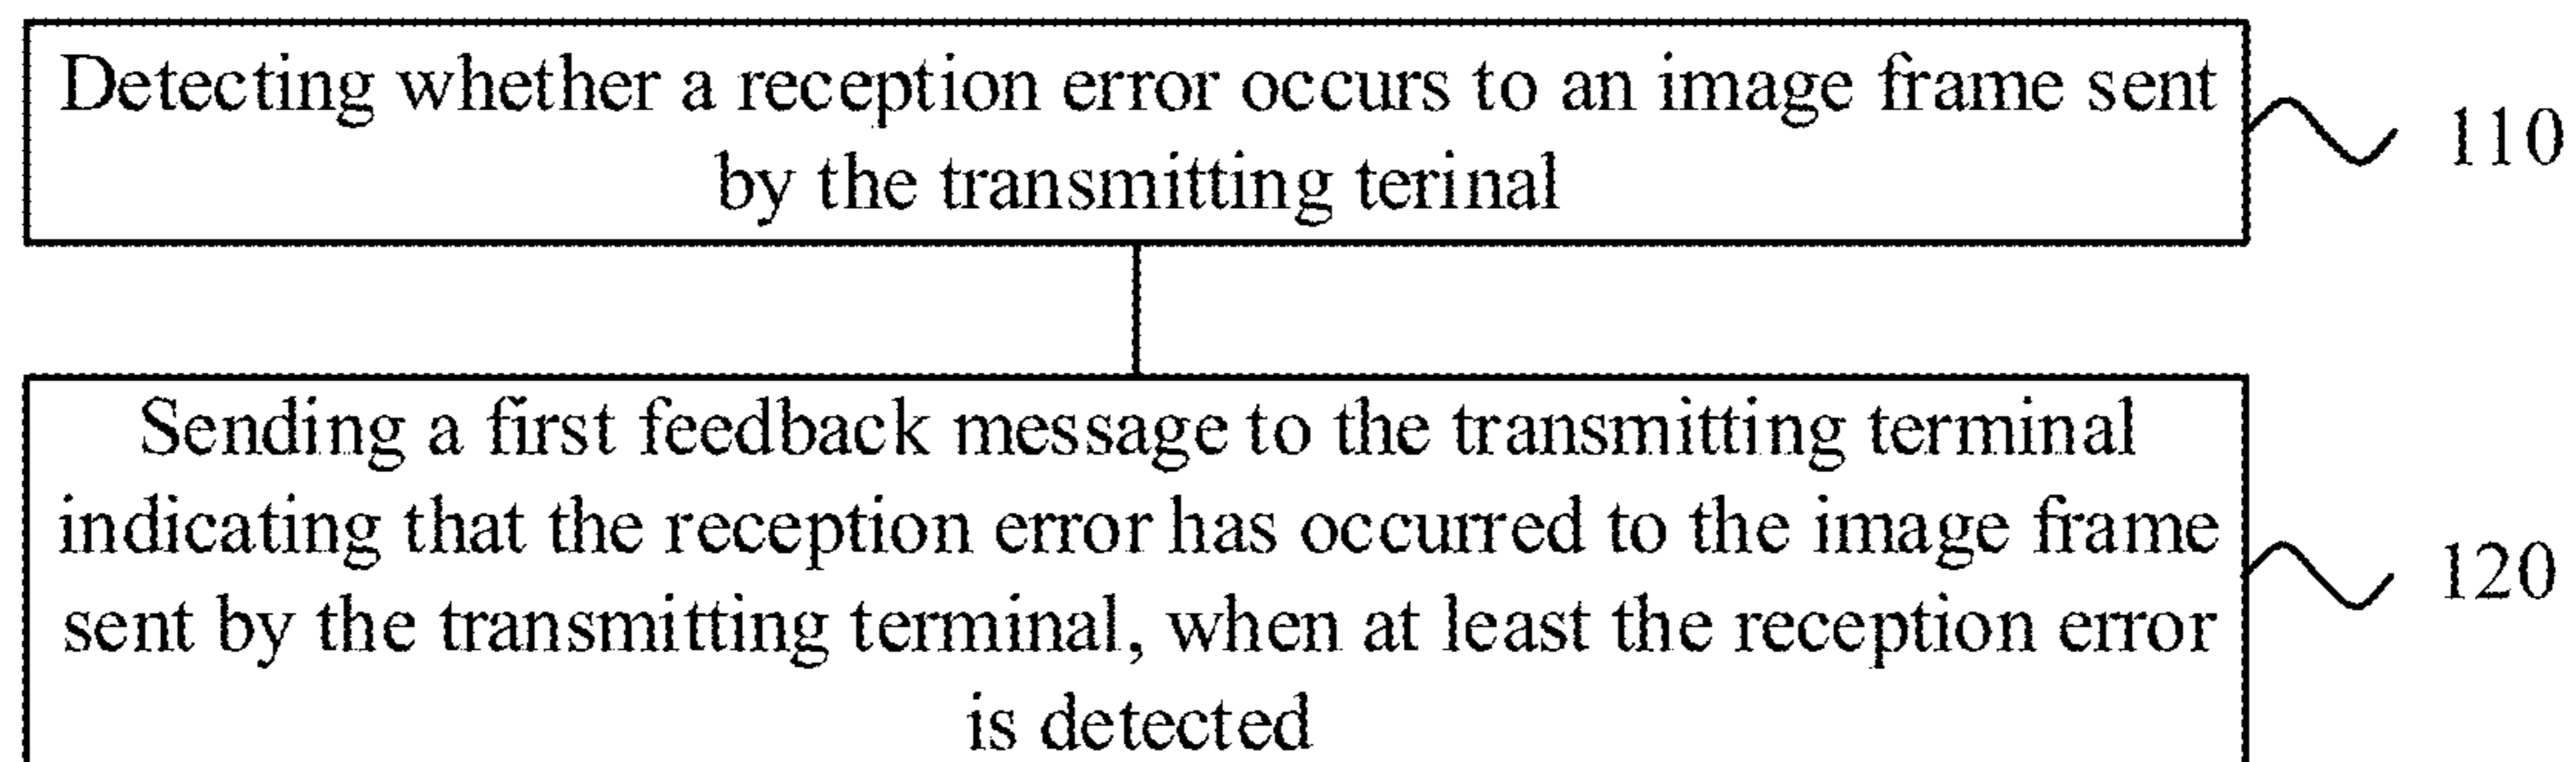 Detecting whether a reception error occurs to an image frame sent
by the transmitting terinal
110
Sending a first feedback message to the transmitting terminal
indicating that the reception error has occurred to the image frame
sent by the transmitting terminal, when at least the reception error
is detected
120